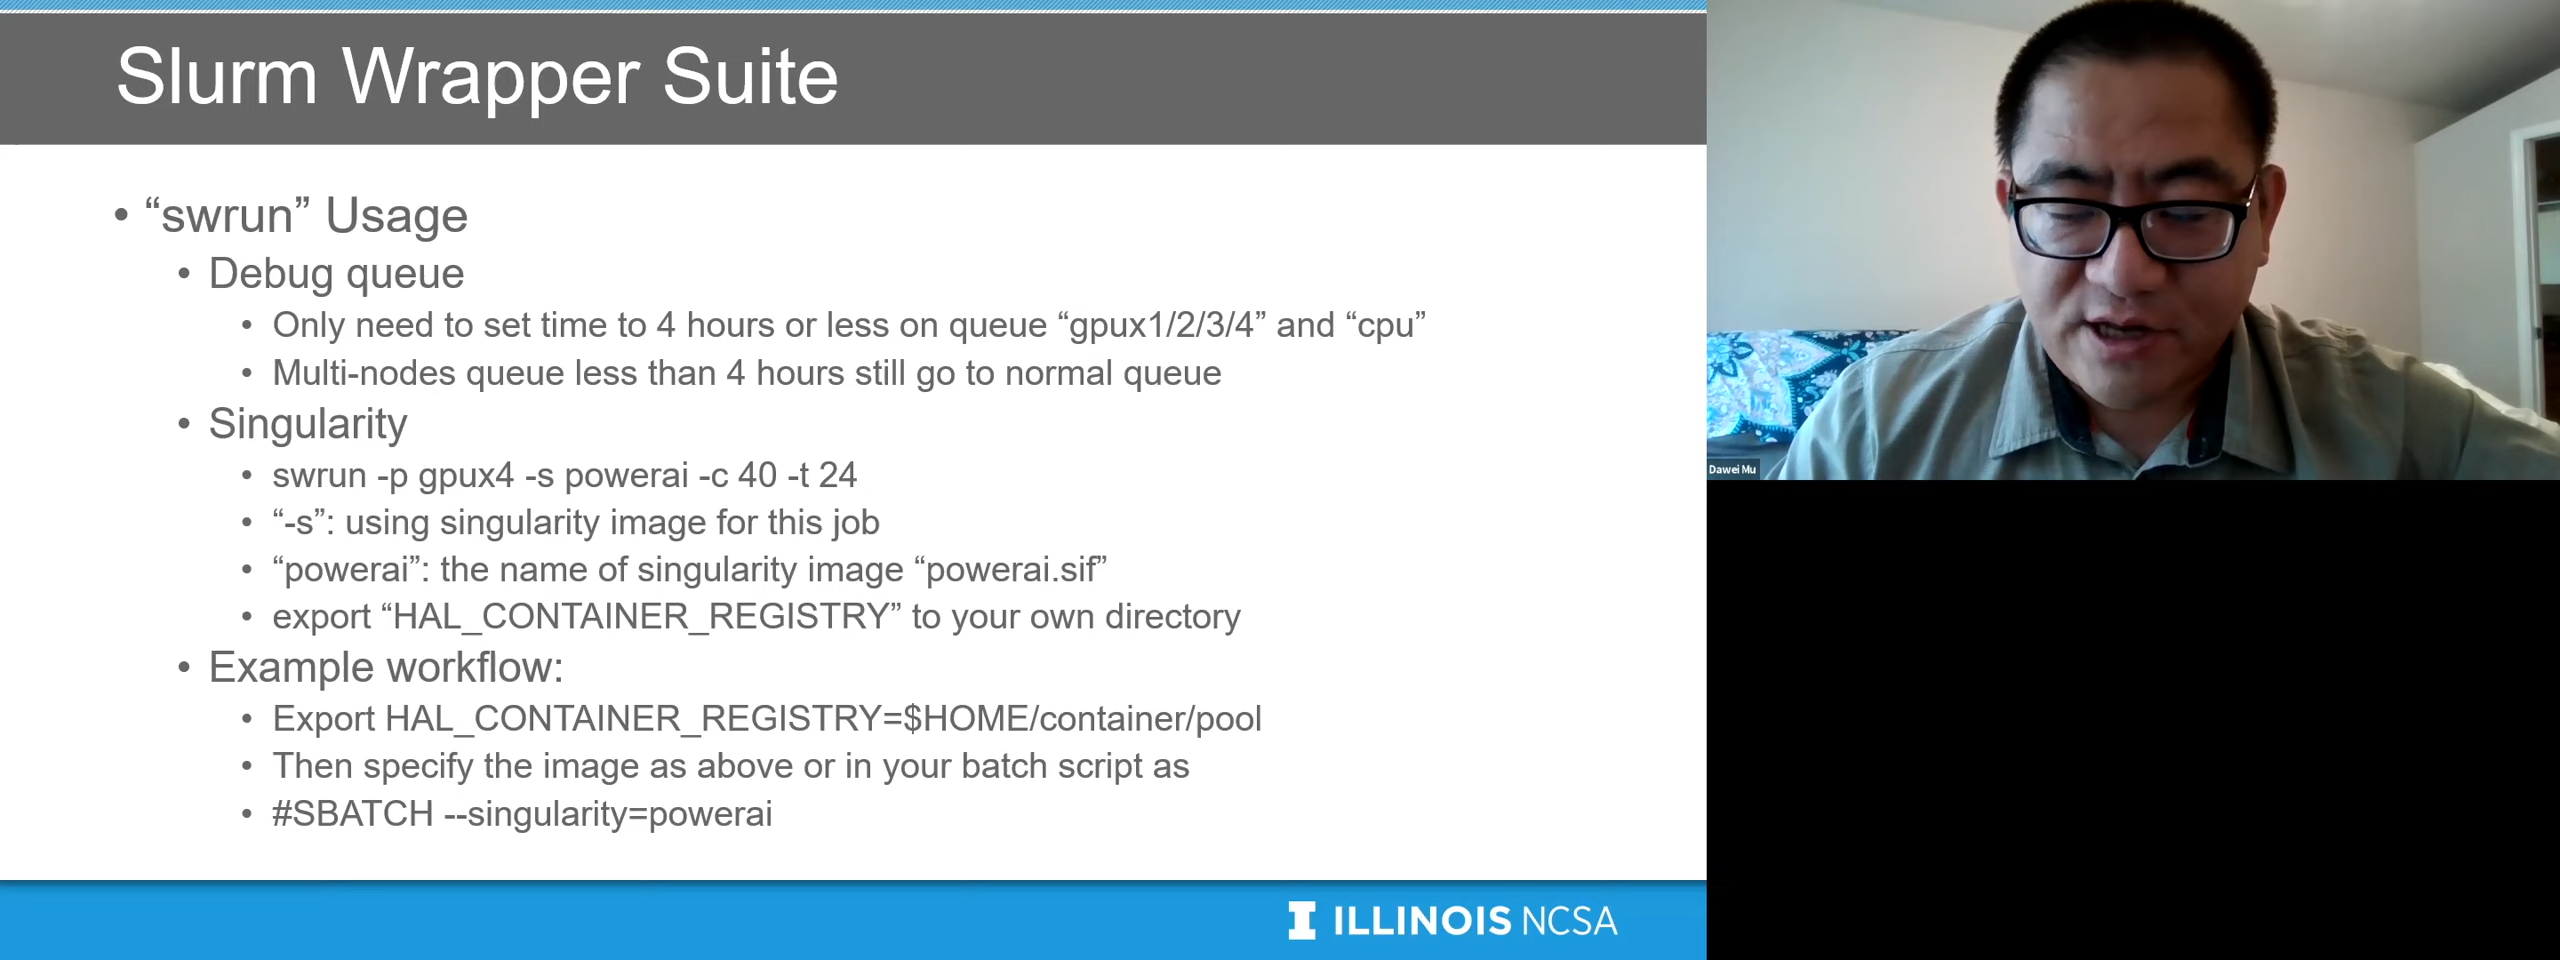 Slurm Wrapper Suite
• “swrun” Usage
• Debug queue
• Only need to set time to 4 hours or less on queue “gpux1/2/3/4” and “cpu”
• Multi-nodes queue less than 4 hours still go to normal queue
• Singularity
• swrun -p gpux4 -s powerai -c 40 -t 24
• “-s”: using singularity image for this job
• “powerai”: the name of singularity image “powerai.sif”
• export “HAL_CONTAINER_REGISTRY” to your own directory
• Example workflow:
• Export HAL_CONTAINER_REGISTRY=$HOME/container/pool
• Then specify the image as above or in your batch script as
• #SBATCH --singularity=powerai
ILLINOIS NCSA
Dawei Mu